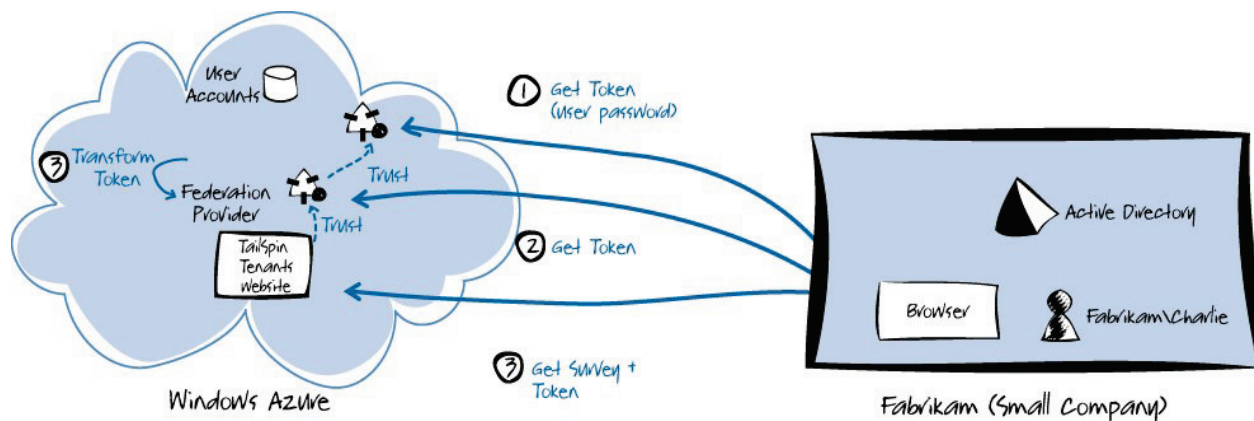 User
Accounts
1 Get Token
(user password)
3 Transform
Token
Trust
Federation
Provider
Trust
Tailspin
Tenants
Website
2 Get Token
3 Get Survey +
Token
Windows Azure
Active Directory
Browser
Fabrikam\Charlie
Fabrikam (Small Company)